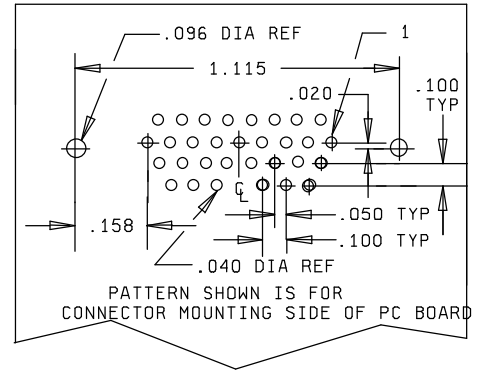 .096 DIA REF
1
1.115
.020
.100
TYP
℄
.158
.050 TYP
.100 TYP
.040 DIA REF
PATTERN SHOWN IS FOR
CONNECTOR MOUNTING SIDE OF PC BOARD